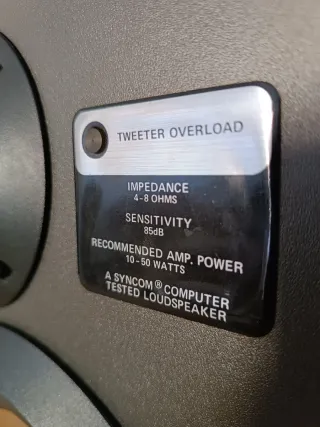 TWEETER OVERLOAD
IMPEDANCE
4-8 OHMS
SENSITIVITY
85dB
RECOMMENDED AMP. POWER
10-50 WATTS
A SYNCOM® COMPUTER
TESTED LOUDSPEAKER